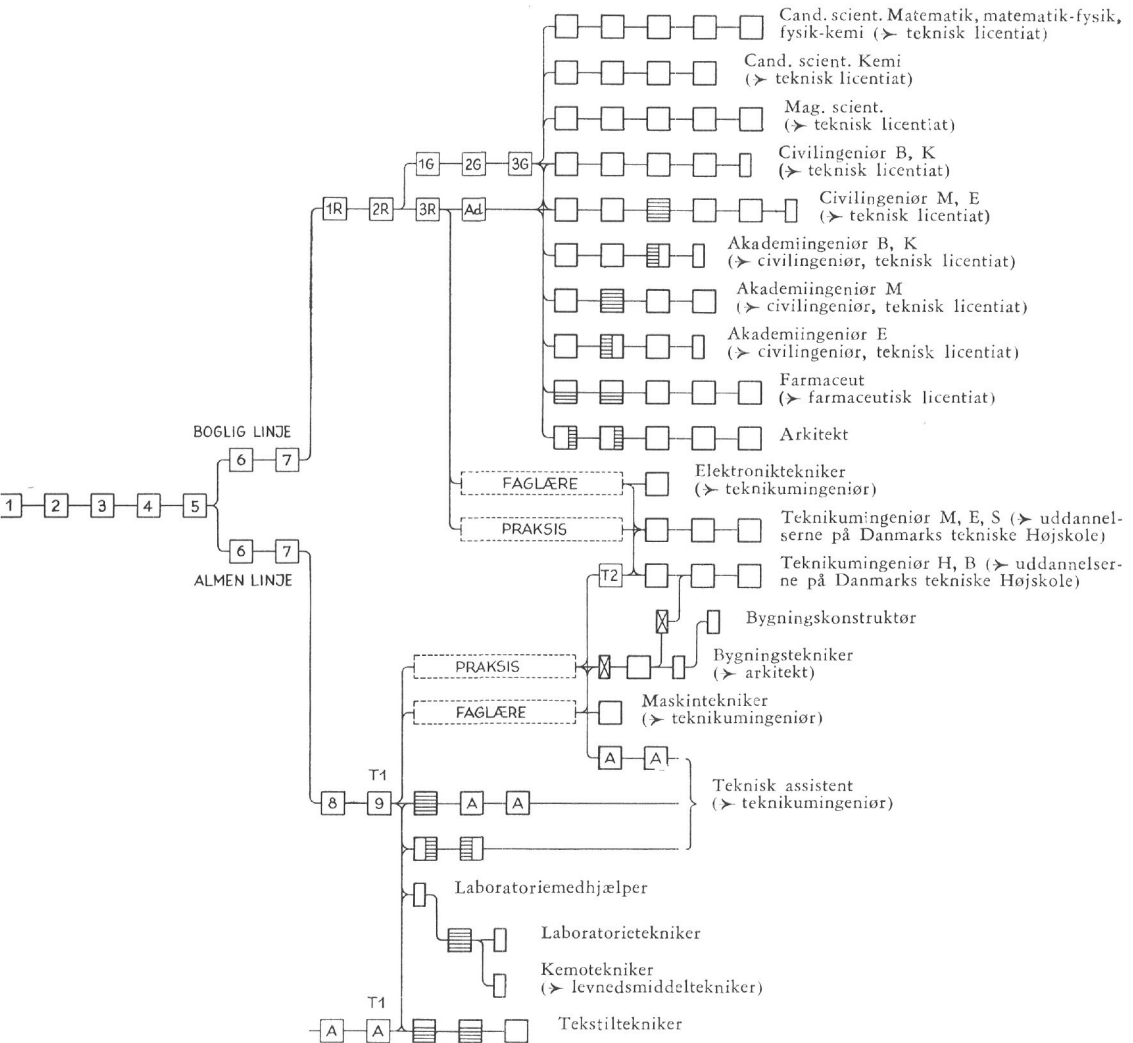 Cand. scient. Matematik, matematik-fysik,
fysik-kemi (➢ teknisk licentiat)
Cand. scient. Kemi
(➢ teknisk licentiat)
Mag. scient.
(➢ teknisk licentiat)
1G 2G 3G
Civilingeniør B, K
(➢ teknisk licentiat)
1R 2R 3R Ad
Civilingeniør M, E
(➢ teknisk licentiat)
Akademiingeniør B, K
(➢ civilingeniør, teknisk licentiat)
Akademiingeniør M
(➢ civilingeniør, teknisk licentiat)
Akademiingeniør E
(➢ civilingeniør, teknisk licentiat)
Farmaceut
(➢ farmaceutisk licentiat)
Arkitekt
BOGLIG LINJE
6 7
1 2 3 4 5
6 7
ALMEN LINJE
FAGLÆRE
Elektroniktekniker
(➢ teknikumingeniør)
PRAKSIS
Teknikumingeniør M, E, S (➢ uddannel-
serne på Danmarks tekniske Højskole)
T2
Teknikumingeniør H, B (➢ uddannelser-
ne på Danmarks tekniske Højskole)
Bygningskonstruktør
PRAKSIS
Bygningstekniker
(➢ arkitekt)
FAGLÆRE
Maskintekniker
(➢ teknikumingeniør)
A A
T1
8 9 A A
Teknisk assistent
(➢ teknikumingeniør)
Laboratoriemedhjælper
Laboratorietekniker
Kemotekniker
(➢ levnedsmiddeltekniker)
T1
A A
Tekstiltekniker